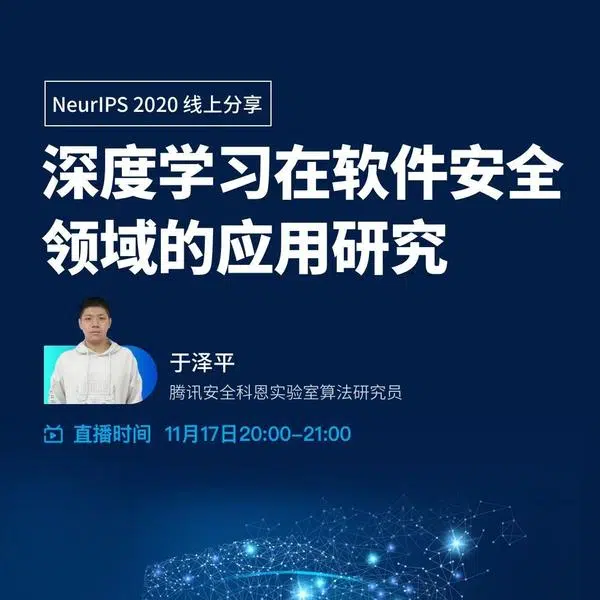 NeurIPS 2020 线上分享
深度学习在软件安全
领域的应用研究
于泽平
腾讯安全科恩实验室算法研究员
直播时间 11月17日20:00-21:00